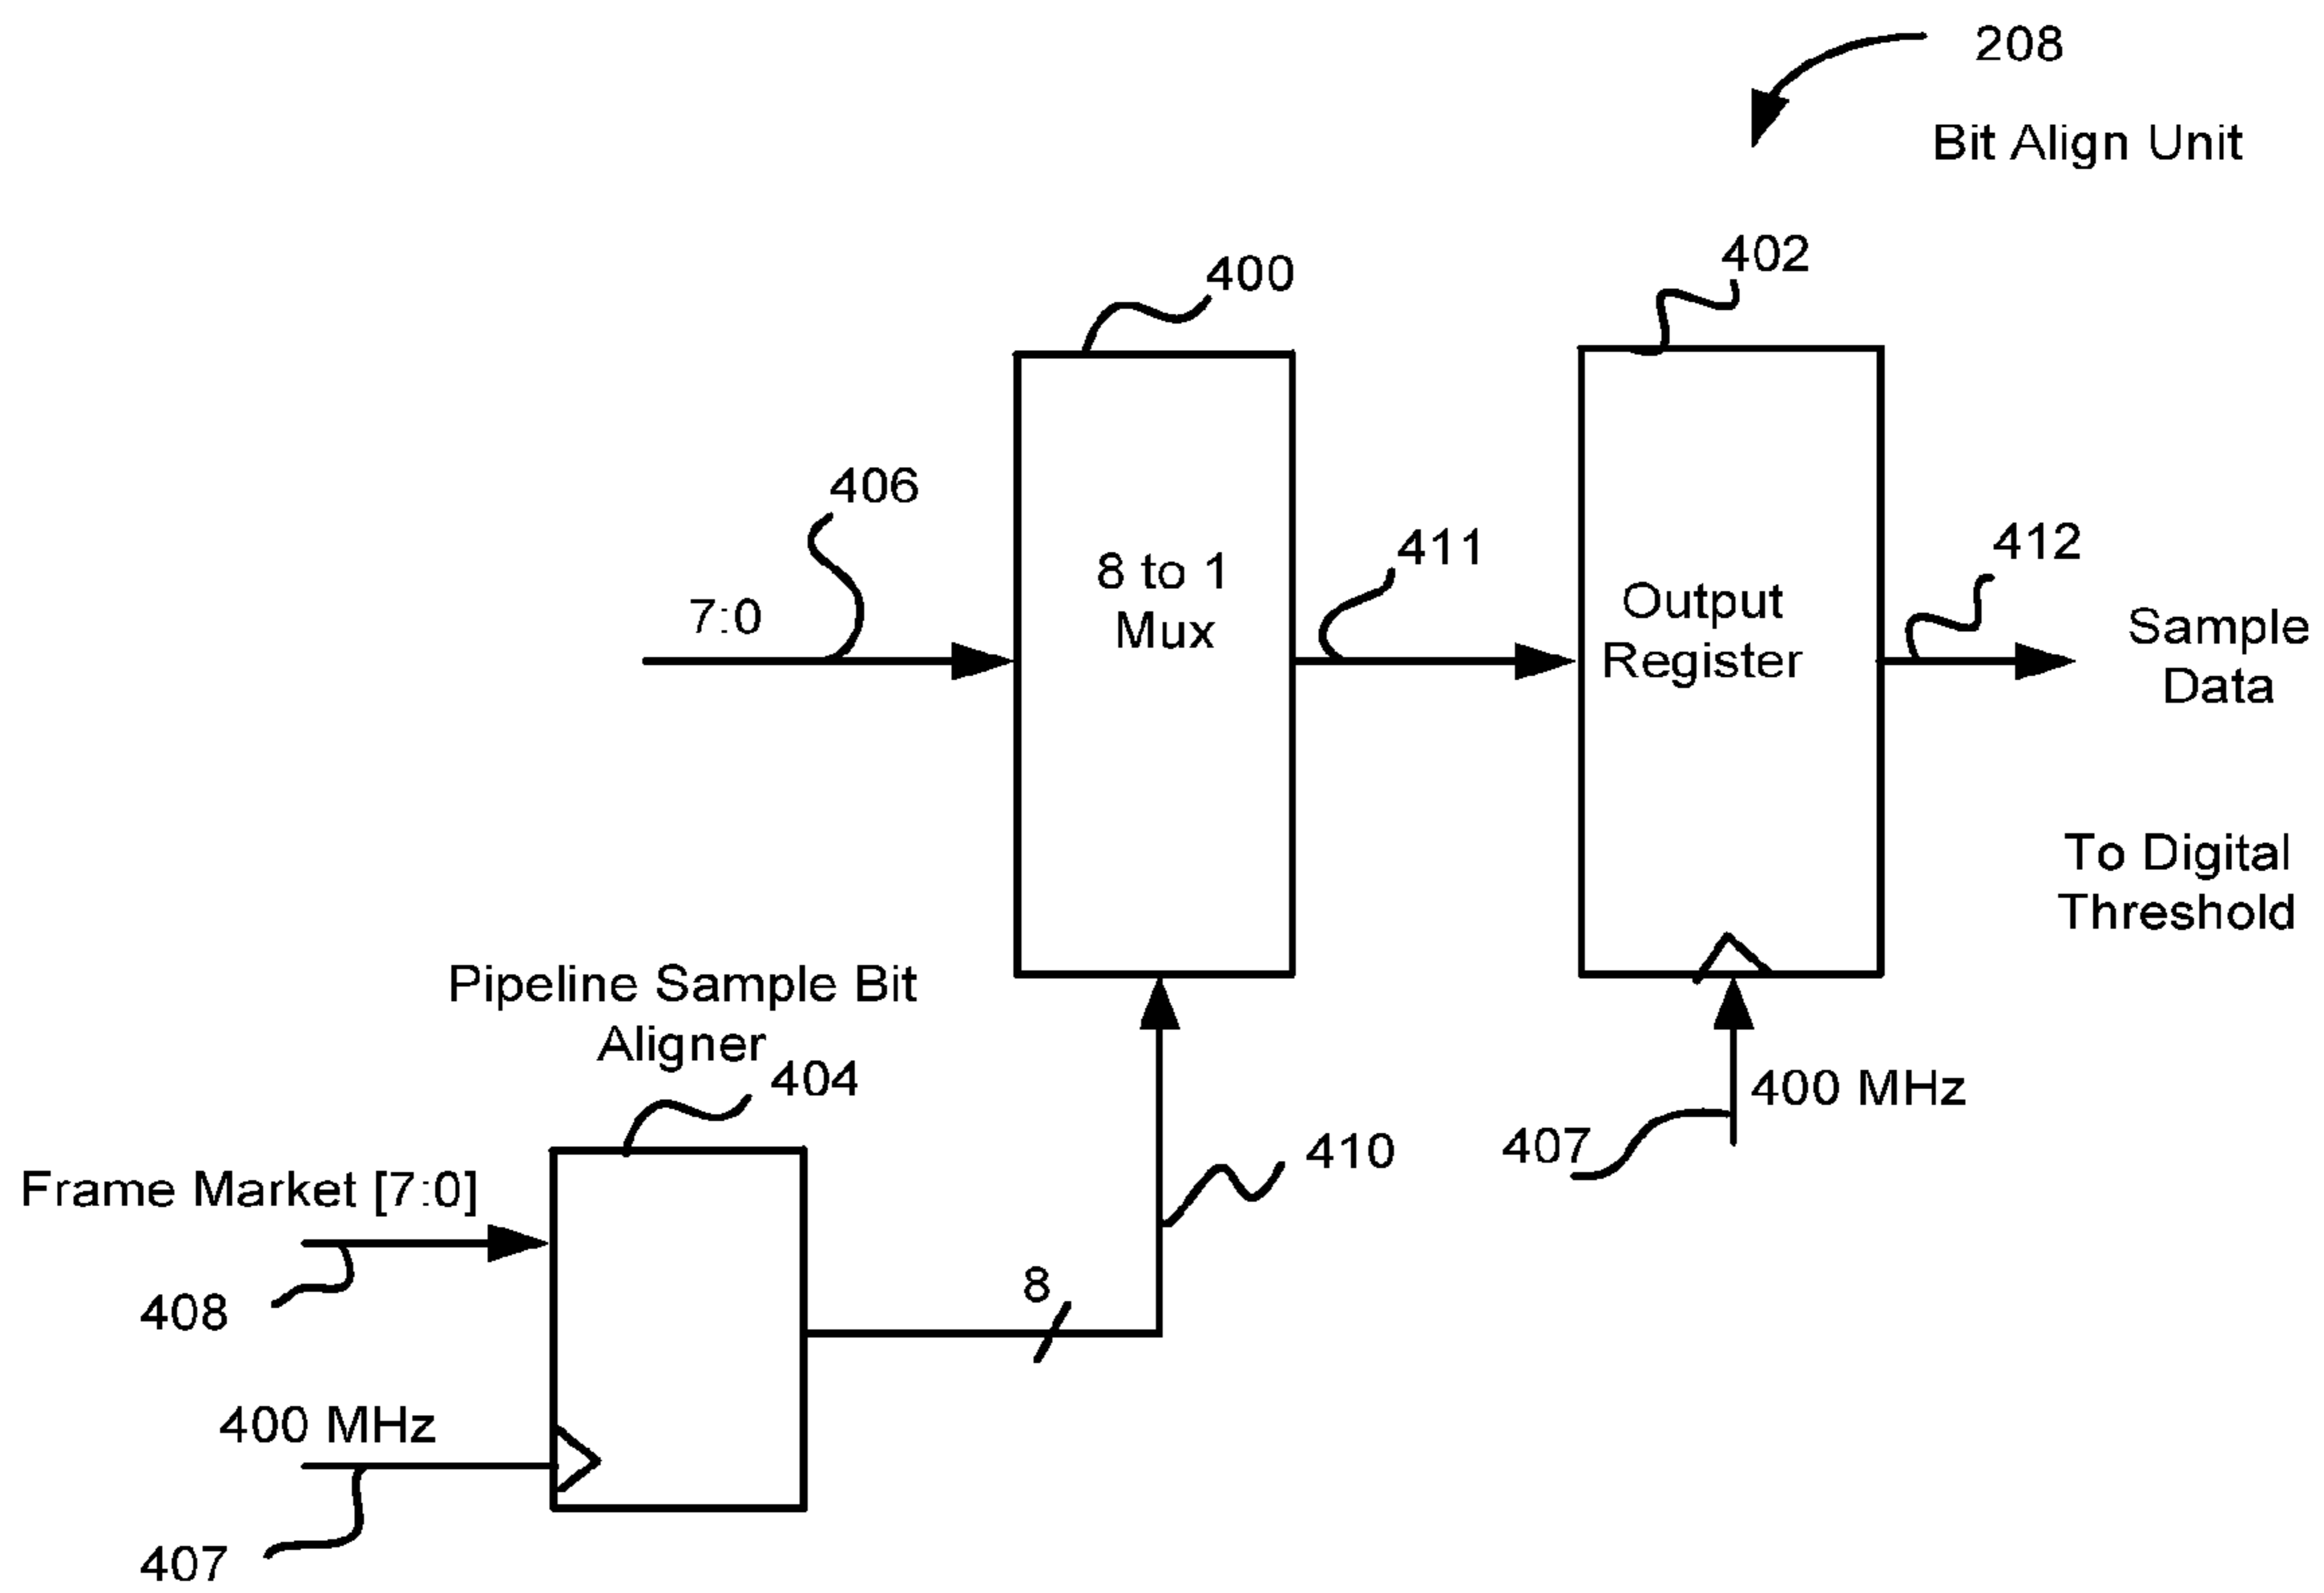 208
Bit Align Unit
402
400
406
7:0
8 to 1
Mux
411
Output
Register
412
Sample
Data
To Digital
Threshold
Pipeline Sample Bit
Aligner
404
400 MHz
407
410
Frame Market [7:0]
408
8
400 MHz
407